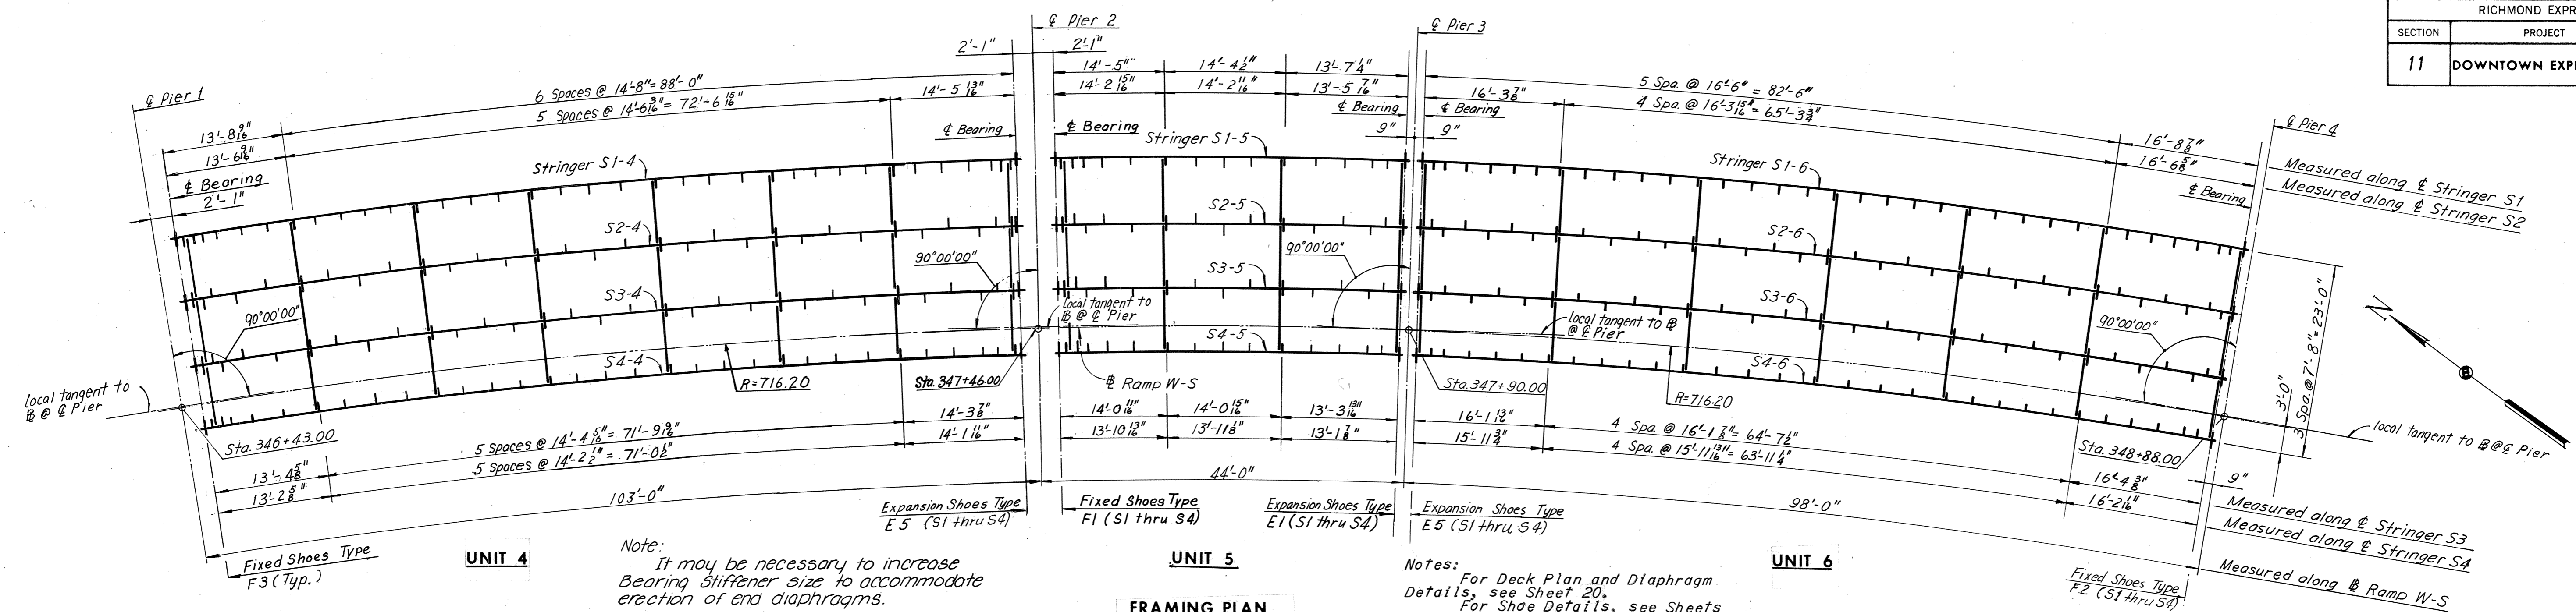 RICHMOND EXPR
SECTION
PROJECT
11
DOWNTOWN EXP
℄ Pier 1
℄ Pier 2
℄ Pier 3
℄ Pier 4
2'-1"
2'-1"
6 Spaces @ 14'-8" = 88'-0"
5 Spaces @ 14'-6 3/16" = 72'-6 15/16"
14'-5 13/16"
13'-8 9/16"
13'-6 9/16"
℄ Bearing
2'-1"
℄ Bearing
14'-5"
14'-4 1/2"
13'-7 1/4"
14'-2 15/16"
14'-2 11/16"
13'-5 7/16"
℄ Bearing
℄ Bearing
9"
9"
℄ Bearing
16'-3 7/8"
5 Spa. @ 16'-6" = 82'-6"
4 Spa. @ 16'-3 15/16" = 65'-3 3/4"
16'-8 7/8"
16'-6 5/8"
℄ Bearing
Measured along ℄ Stringer S1
Measured along ℄ Stringer S2
Stringer S1-4
S2-4
S3-4
S4-4
Stringer S1-5
S2-5
S3-5
S4-5
Stringer S1-6
S2-6
S3-6
S4-6
90°00'00"
90°00'00"
90°00'00"
90°00'00"
local tangent to
B @ ℄ Pier
local tangent to
B @ ℄ Pier
local tangent to B
@ ℄ Pier
local tangent to B @ ℄ Pier
R=716.20
R=716.20
B Ramp W-S
Sta. 346+43.00
Sta. 347+46.00
Sta. 347+90.00
Sta. 348+88.00
3'-0"
3 Spa. @ 7'-8" = 23'-0"
N
B
5 Spaces @ 14'-4 5/16" = 71'-9 9/16"
5 Spaces @ 14'-2 1/2" = 71'-0 1/2"
14'-3 7/8"
14'-1 11/16"
13'-4 5/8"
13'-2 5/8"
103'-0"
14'-0 11/16"
14'-0 15/16"
13'-3 13/16"
13'-10 13/16"
13'-11 1/8"
13'-1 7/8"
44'-0"
16'-1 13/16"
15'-11 3/4"
4 Spa. @ 16'-1 7/8" = 64'-7 1/2"
4 Spa. @ 15'-11 13/16" = 63'-11 1/4"
16'-4 3/8"
16'-2 1/16"
9"
98'-0"
Measured along ℄ Stringer S3
Measured along ℄ Stringer S4
Measured along B Ramp W-S
Fixed Shoes Type
F3 (Typ.)
Expansion Shoes Type
E5 (S1 thru S4)
Fixed Shoes Type
F1 (S1 thru S4)
Expansion Shoes Type
E1 (S1 thru S4)
Expansion Shoes Type
E5 (S1 thru S4)
Fixed Shoes Type
F2 (S1 thru S4)
UNIT 4
UNIT 5
UNIT 6
Note:
It may be necessary to increase
Bearing Stiffener size to accommodate
erection of end diaphragms.
FRAMING PLAN
Notes:
For Deck Plan and Diaphragm
Details, see Sheet 20.
For Shoe Details, see Sheets